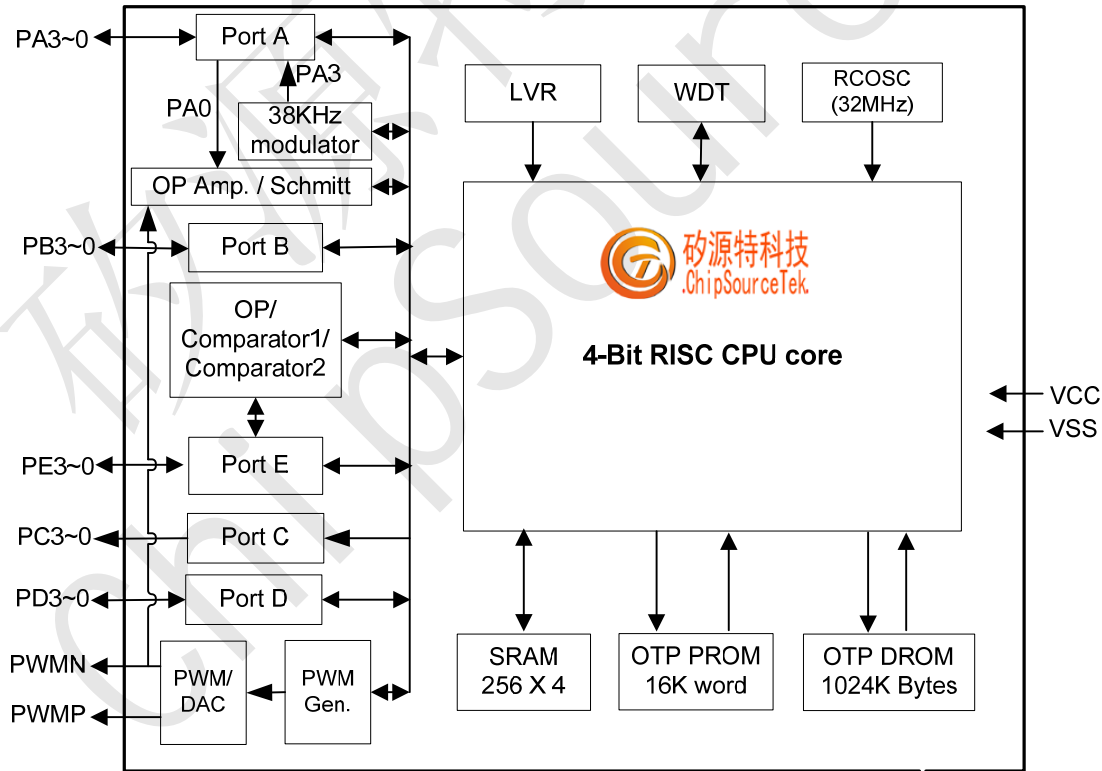 PA3~0
Port A
PA3
PA0
38KHz
modulator
OP Amp. / Schmitt
PB3~0
Port B
OP/
Comparator1/
Comparator2
PE3~0
Port E
PC3~0
Port C
PD3~0
Port D
PWMN
PWMP
PWM/
DAC
PWM
Gen.
LVR
WDT
RCOSC
(32MHz)
矽源特科技
.ChipSourceTek.
4-Bit RISC CPU core
VCC
VSS
SRAM
256 X 4
OTP PROM
16K word
OTP DROM
1024K Bytes
矽源
ChipSource